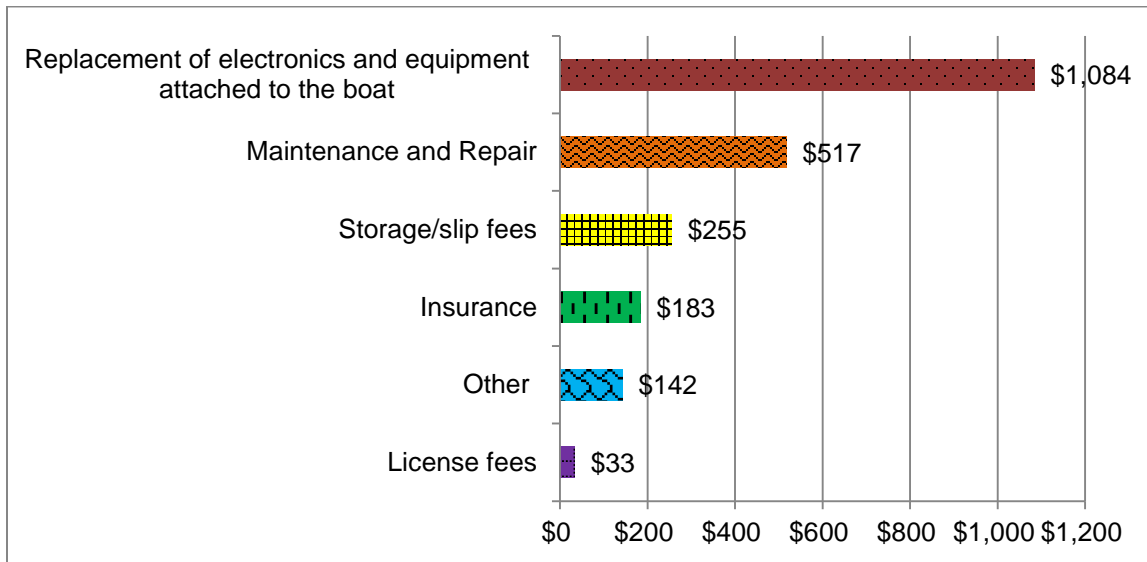 Replacement of electronics and equipment
attached to the boat
$1,084
Maintenance and Repair
$517
Storage/slip fees
$255
Insurance
$183
Other
$142
License fees
$33
$0 $200 $400 $600 $800 $1,000 $1,200